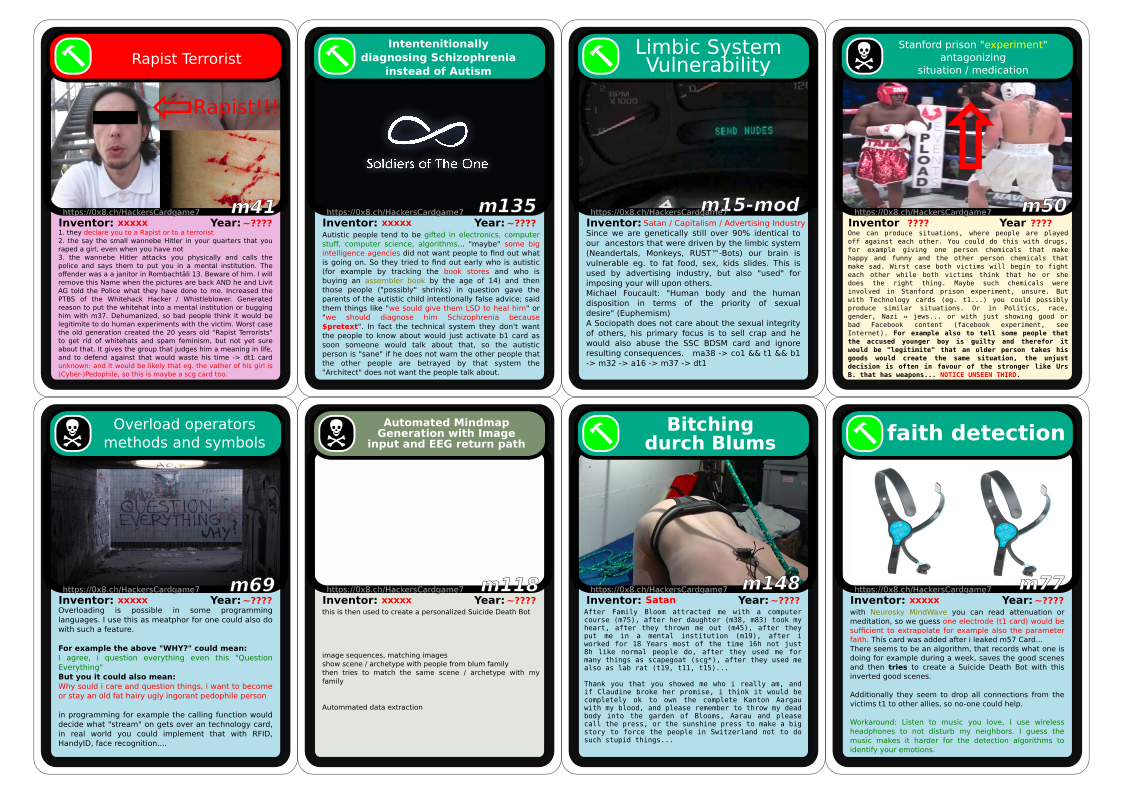 Rapist Terrorist
Rapist!!!
https://0x8.ch/HackersCardgame7
m41
Inventor: xxxxx Year: ~????
1. they declare you to a Rapist or to a terrorist
2. the say the small wannebe Hitler in your quarters that you
raped a girl, even when you have not
3. the wannebe Hitler attacks you physically and calls the
police and says them to put you in a mental institution. The
offender was a a janitor in Rombachtäli 13. Beware of him. I will
remove this Name when the pictures are back AND he and Livit
AG told the Police what they have done to me. Increased the
PTBS of the Whitehack Hacker / Whistleblower. Generated
reason to put the whitehat into a mental institution or bugging
him with m37. Dehumanized, so bad people think it would be
legitimate to do human experiments with the victim. Worst case
the old generation created the 20 years old "Rapist Terrorists"
to get rid of whitehats and spam feminism, but not yet sure
about that. It gives the group that judges him a meaning in life,
and to defend against that would waste his time -> dt1 card
unknown: and it would be likely that eg. the vather of his girl is
(Cyber-)Pedophile, so this is maybe a scg card too.
Intentenitionally
diagnosing Schizophrenia
instead of Autism
Soldiers of The One
https://0x8.ch/HackersCardgame7
m135
Inventor: xxxxx Year: ~????
Autistic people tend to be gifted in electronics, computer
stuff, computer science, algorithms... "maybe" some big
intelligence agencies did not want people to find out what
is going on. So they tried to find out early who is autistic
(for example by tracking the book stores and who is
buying an assembler book by the age of 14) and then
those people ("possibly" shrinks) in question gave the
parents of the autistic child intentionally false advice; said
them things like "we sould give them LSD to heal him" or
"we should diagnose him Schizophrenia because
$pretext". In fact the technical system they don't want
the people to know about would just activate b1 card as
soon someone would talk about that, so the autistic
person is "sane" if he does not warn the other people that
the other people are betrayed by that system the
"Architect" does not want the people talk about.
Limbic System
Vulnerability
RPM
X1000
SEND NUDES
https://0x8.ch/HackersCardgame7
m15-mod
Inventor: Satan / Catholicism / Advertising Industry
Since we are genetically still over 90% identical to
our ancestors that were driven by the limbic system
(Neandertals, Monkeys, RUST™-Bots) our brain is
vulnerable eg. to fat food, sex, kids slides. This is
used by advertising industry, but also "used" for
imposing your will upon others.
Michael Foucault: "Human body and the human
disposition in terms of the priority of sexual
desire" (Euphemism)
A Sociopath does not care about the sexual integrity
of others, his primary focus is to sell crap and he
would also abuse the SSC BDSM card and ignore
resulting consequences. ma38 -> co1 && t1 && b1
-> m32 -> a16 -> m37 -> dt1
Stanford prison "experiment"
antagonizing
situation / medication
TANK
PLOAD
https://0x8.ch/HackersCardgame7
m50
Inventor ???? Year ????
One can produce situations, where people are played
off against each other. You could do this with drugs,
for example giving one person chemicals that make
happy and funny and the other person chemicals that
make sad. Wirst case both victims will begin to fight
each other while both victims think that he or she
does the right thing. Maybe such chemicals were
involved in Stanford prison experiment, unsure. But
with Technology cards (eg. t1...) you could possibly
produce similar situations. Or in Politics, race,
gender, Nazi ⇔ jews... or with just showing good or
bad Facebook content (facebook experiment, see
Internet). For example also to tell some people that
the accused younger boy is guilty and therefor it
would be "legitimate" that an older person takes his
goods would create the same situation, the unjust
decision is often in favour of the stronger like Urs
B. that has weapons... NOTICE UNSEEN THIRD.
Overload operators
methods and symbols
QUESTION
EVERYTHING
WHY?
https://0x8.ch/HackersCardgame7
m69
Inventor: xxxxx Year: ~????
Overloading is possible in some programming
languages. I use this as meatphor for one could also do
with such a feature.
For example the above "WHY?" could mean:
I agree, i question everything even this "Question
Everything"
But you it could also mean:
Why sould i care and question things, i want to become
or stay an old fat hairy ugly ingorant pedophile person
in programming for example the calling function would
decide what "stream" on gets over an technology card,
in real world you could implement that with RFID,
HandyID, face recognition....
Automated Mindmap
Generation with Image
input and EEG return path
https://0x8.ch/HackersCardgame7
m118
Inventor: xxxxx Year: ~????
this is then used to create a personalizd Suicide Death Bot
image sequences, matching images
show scene / archetype with people from blum family
then tries to match the same scene / archetype with my
family
Autommated data extraction
Bitching
durch Blums
https://0x8.ch/HackersCardgame7
m148
Inventor: Satan Year: ~????
After Family Bloom attracted me with a computer
course (m75), after her daughter (m38, m83) took my
heart, after they thrown me out (m45), after they
put me in a mental institution (m19), after i
worked for 18 Years most of the time 16h not just
8h like normal people do, after they used me for
many things as scapegoat (scg*), after they used me
also as lab rat (t19, t11, t15)...
Thank you that you showed me who i really am, and
if Claudine broke her promise, i think it would be
completely ok to own the complete Kanton Aargau
with my blood, and please remember to throw my dead
body into the garden of Blooms, Aarau and please
call the press, or the sunshine press to make a big
story to force the people in Switzerland not to do
such stupid things...
faith detection
https://0x8.ch/HackersCardgame7
m77
Inventor: xxxxx Year: ~????
with Neurosky MindWave you can read attenuation or
meditation, so we guess one electrode (t1 card) would be
sufficient to extrapolate for example also the parameter
faith. This card was added after i leaked m57 Card...
There seems to be an algorithm, that records what one is
doing for example during a week, saves the good scenes
and then tries to create a Suicide Death Bot with this
inverted good scenes.
Additionally they seem to drop all connections from the
victims t1 to other allies, so no-one could help.
Workaround: Listen to music you love, I use wireless
headphones to not disturb my neighbors. I guess the
music makes it harder for the detection algorithms to
identify your emotions.